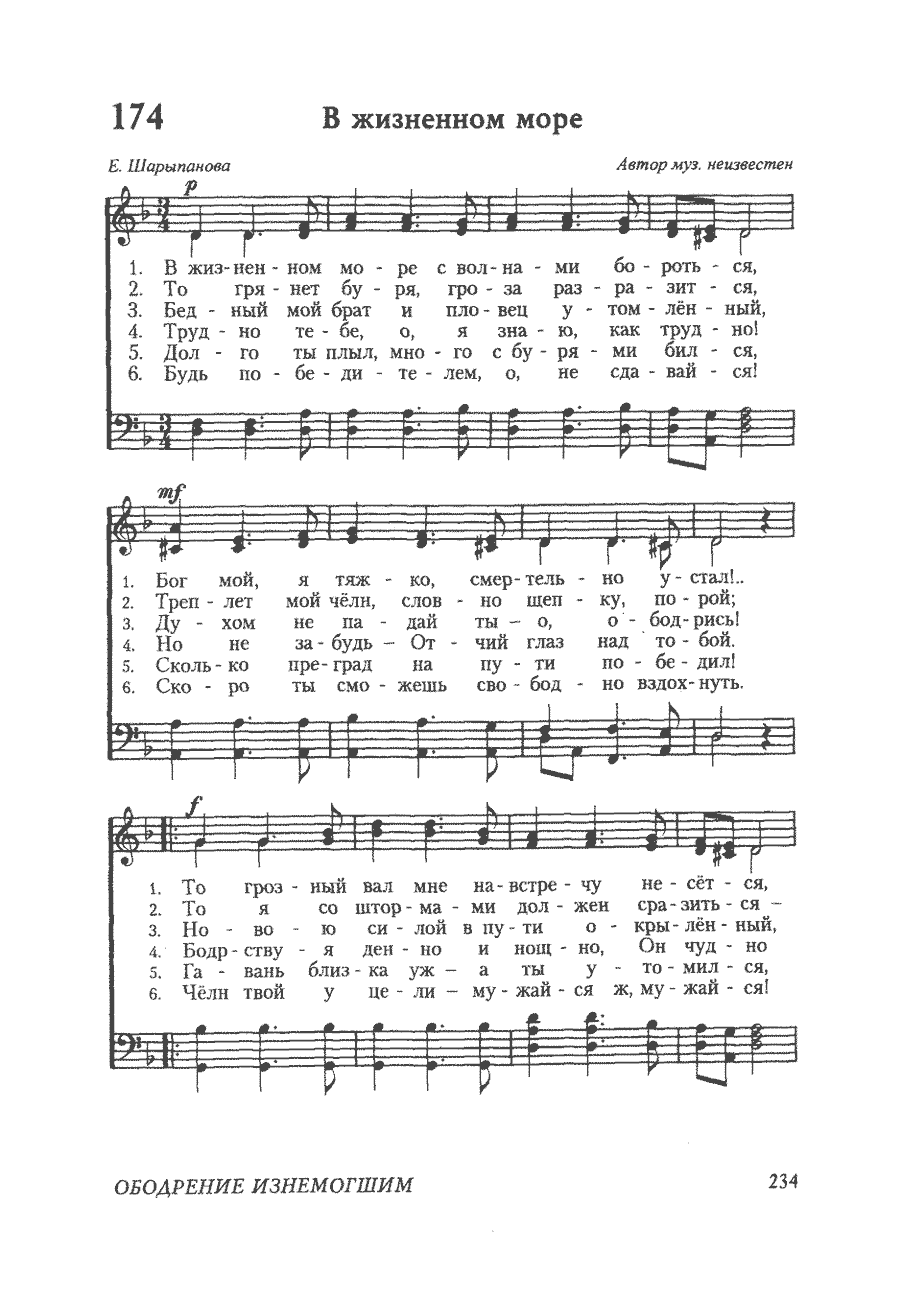 174 В жизненном море
Е. Шарыпанова Автор муз. неизвестен
p
1. В жиз-нен - ном мо - ре с вол-на - ми бо - роть - ся,
2. То гря - нет бу - ря, гро - за раз - ра - зит - ся,
3. Бед - ный мой брат и пло - вец у - том - лён - ный,
4. Труд - но те - бе, о, я зна - ю, как труд - но!
5. Дол - го ты плыл, мно - го с бу - ря - ми бил - ся,
6. Будь по - бе - ди - те - лем, о, не сда - вай - ся!
mf
1. Бог мой, я тяж - ко, смер-тель - но у - стал!..
2. Треп - лет мой чёлн, слов - но щеп - ку, по - рой;
3. Ду - хом не па - дай ты — о, о - бод-рись!
4. Но не за - будь — От - чий глаз над то - бой.
5. Сколь-ко пре-град на пу - ти по - бе - дил!
6. Ско - ро ты смо - жешь сво - бод - но вздох-нуть.
f
1. То гроз - ный вал мне на-встре - чу не - сёт - ся,
2. То я со штор-ма - ми дол - жен сра-зить - ся —
3. Но - во - ю си - лой в пу - ти о - кры-лён - ный,
4. Бодр-ству - я ден - но и нощ - но, Он чуд - но
5. Га - вань близ - ка уж — а ты у - то - мил - ся,
6. Чёлн твой у це - ли — му - жай - ся ж, му - жай - ся!
ОБОДРЕНИЕ ИЗНЕМОГШИМ 234